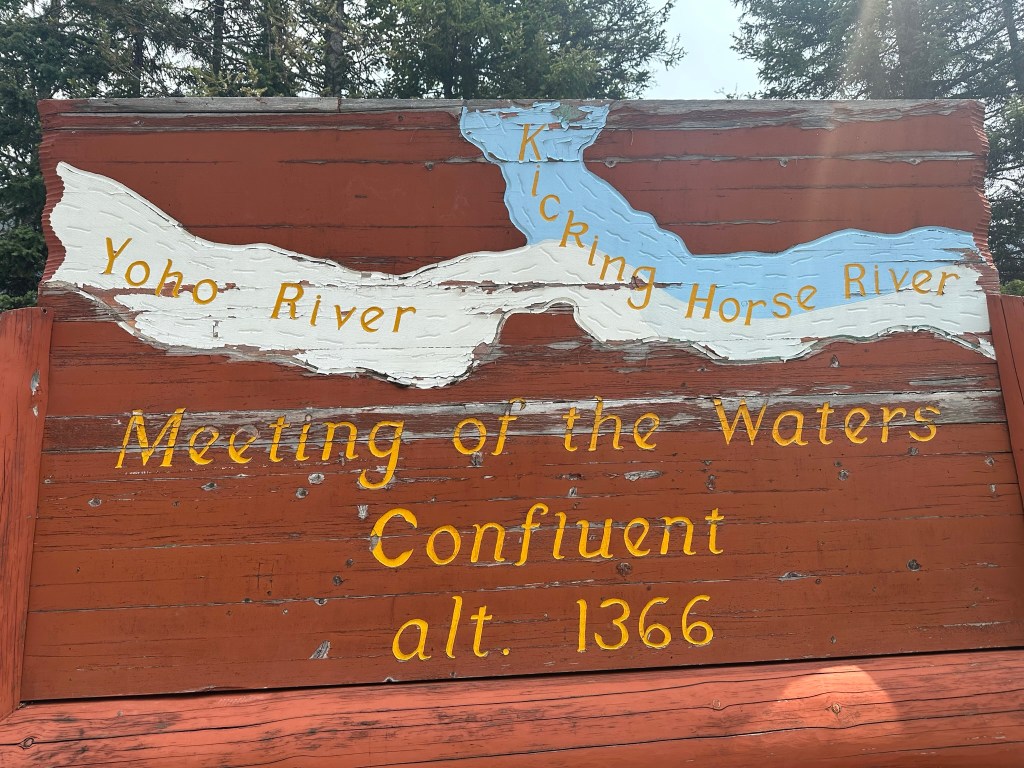 Kicking Horse River
Yoho River
Meeting of the Waters
Confluent
alt. 1366